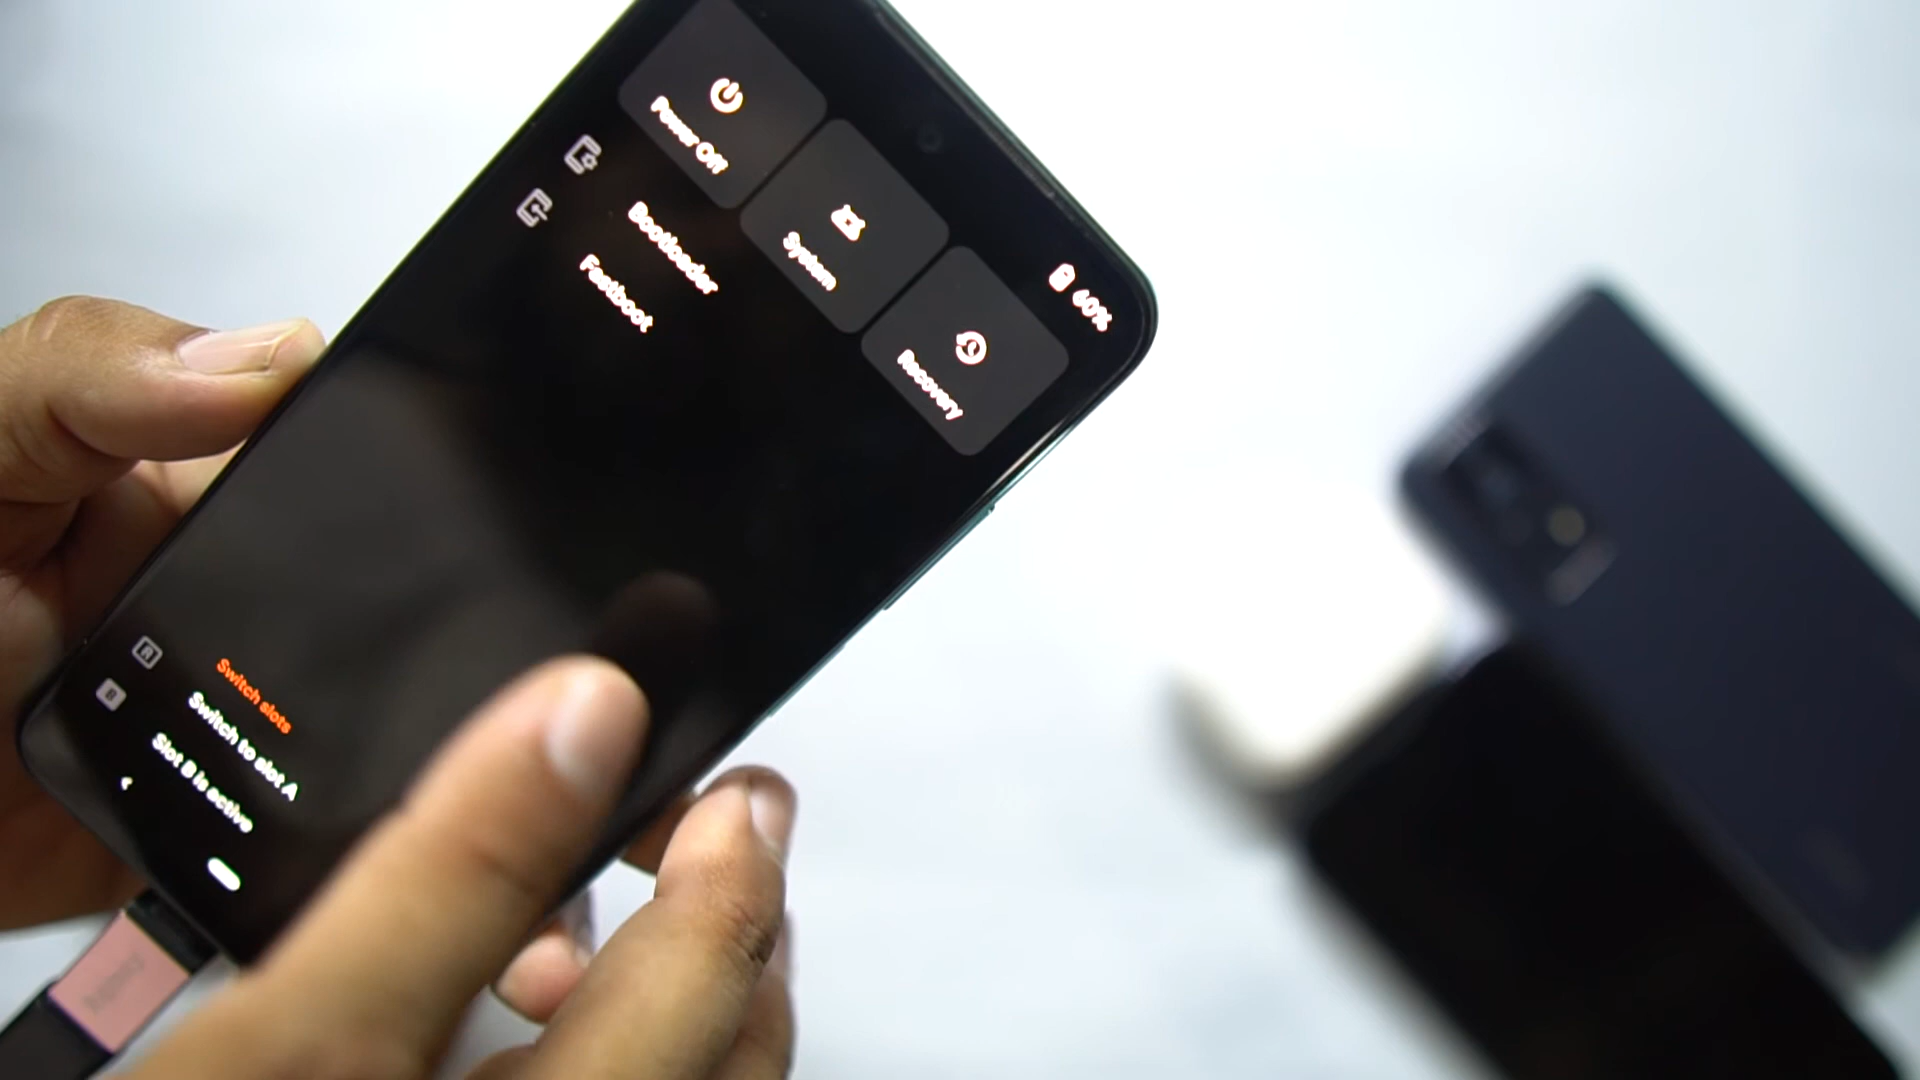 60%
Power Off
System
Recovery
Bootloader
Fastboot
Switch slots
A
Switch to slot A
B
Slot B is active